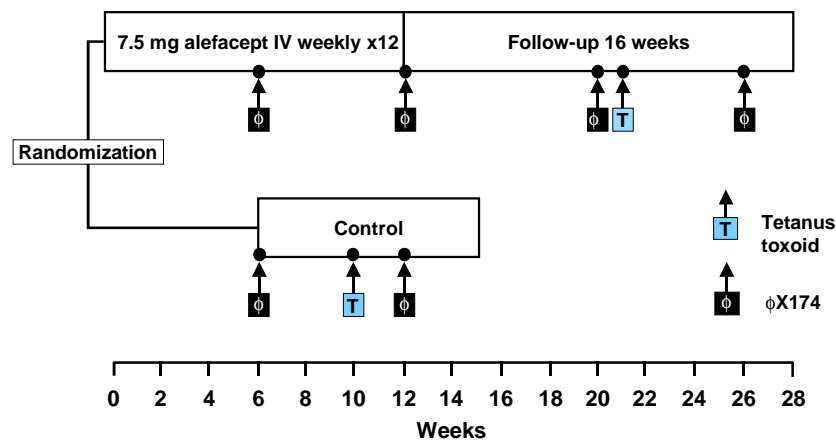 7.5 mg alefacept IV weekly x12
Follow-up 16 weeks
ϕ
ϕ
ϕ
T
ϕ
Randomization
Control
ϕ
T
ϕ
T
Tetanus
toxoid
ϕ
ϕX174
0 2 4 6 8 10 12 14 16 18 20 22 24 26 28
Weeks